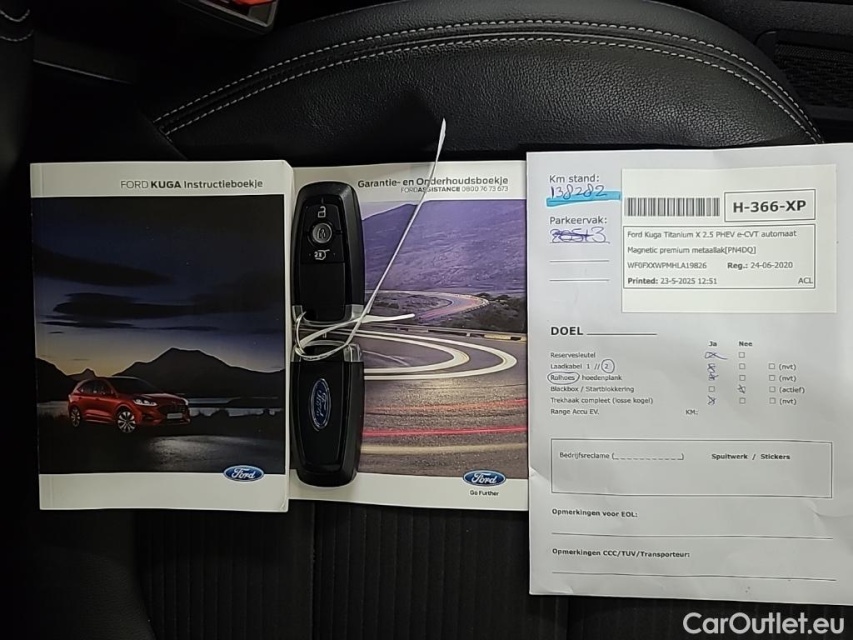 FORD KUGA Instructieboekje
Ford
Garantie- en Onderhoudsboekje
FORDASSISTANCE 0800 76 73 673
Ford
Go Further
Ford
Km stand:
138282
Parkeervak:
H-366-XP
Ford Kuga Titanium X 2.5 PHEV e-CVT automaat
Magnetic premium metaallak[PN4DQ]
WF0FXXWPMHLA19826 Reg.: 24-06-2020
Printed: 23-5-2025 12:51 ACL
DOEL
Ja Nee
Reservesleutel
Laadkabel 1 // 2 (nvt)
Rolhoes / hoedenplank (nvt)
Blackbox / Startblokkering (actief)
Trekhaak compleet (losse kogel) (nvt)
Range Accu EV. KM:
Bedrijfsreclame (_ _ _ _ _ _ _ _ _ _) Spuitwerk / Stickers
Opmerkingen voor EOL:
Opmerkingen CCC/TUV/Transporteur:
CarOutlet.eu